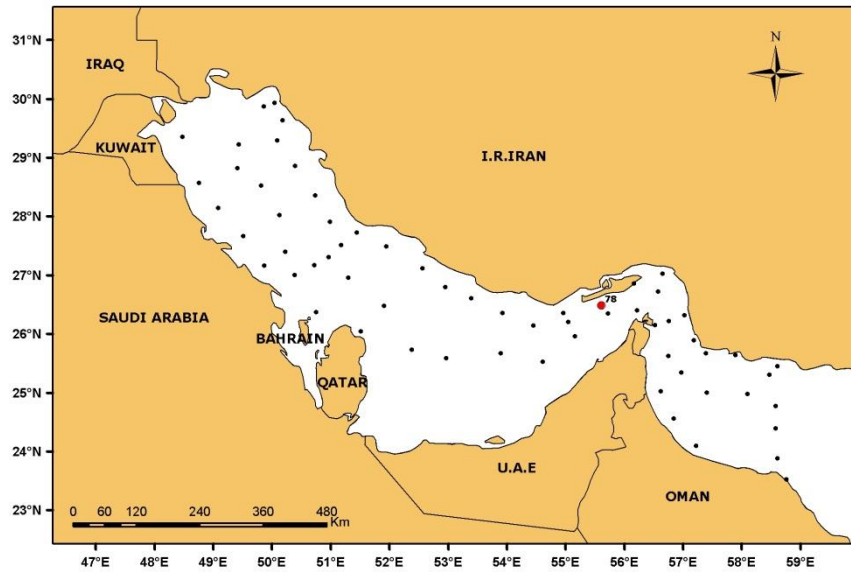 31°N
30°N
29°N
28°N
27°N
26°N
25°N
24°N
23°N
N
IRAQ
KUWAIT
I.R.IRAN
SAUDI ARABIA
BAHRAIN
QATAR
78
U.A.E
OMAN
0 60 120 240 360 480
Km
47°E 48°E 49°E 50°E 51°E 52°E 53°E 54°E 55°E 56°E 57°E 58°E 59°E